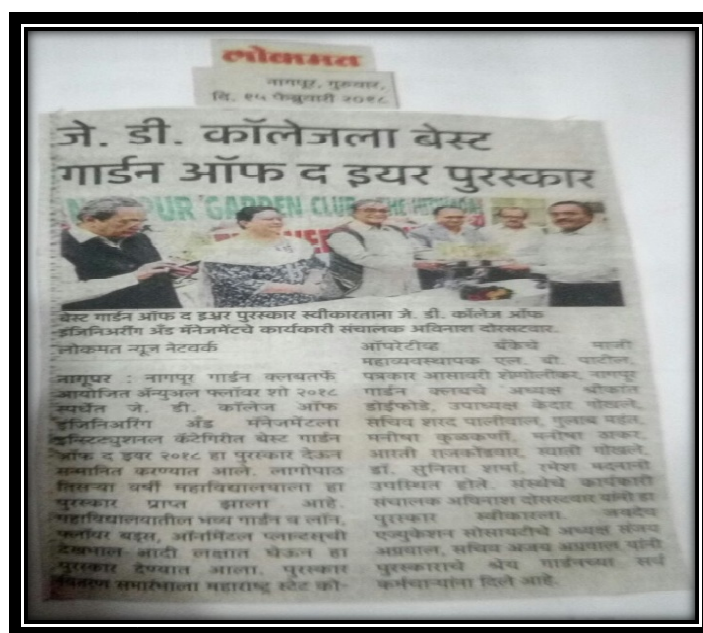 लोकमत
नागपूर, गुरुवार,
दि. १५ फेब्रुवारी २०१८
जे. डी. कॉलेजला बेस्ट
गार्डन ऑफ द इयर पुरस्कार
GARDEN CLUB
बेस्ट गार्डन ऑफ द इअर पुरस्कार स्वीकारताना जे. डी. कॉलेज ऑफ
इंजिनिअरींग अँड मॅनेजमेंटचे कार्यकारी संचालक अविनाश दोरसटवार.
लोकमत न्यूज नेटवर्क
नागपूर : नागपूर गार्डन क्लबतर्फे
आयोजित अ‍ॅन्युअल फ्लॉवर शो २०१८
स्पर्धेत जे. डी. कॉलेज ऑफ
इंजिनिअरिंग अँड मॅनेजमेंटला
इन्स्टिट्युशनल कॅटेगिरीत बेस्ट गार्डन
ऑफ द इयर २०१८ हा पुरस्कार देऊन
सन्मानित करण्यात आले. लागोपाठ
तिसऱ्या वर्षी महाविद्यालयाला हा
पुरस्कार प्राप्त झाला आहे.
महाविद्यालयातील भव्य गार्डन व लॉन,
फ्लॉवर बड्स, ऑर्नामेंटल प्लान्टसची
देखभाल आदी लक्षात घेऊन हा
पुरस्कार देण्यात आला. पुरस्कार
वितरण समारंभाला महाराष्ट्र स्टेट को-
ऑपरेटीव्ह बँकेचे माजी
महाव्यवस्थापक एल. बी. पाटील,
पत्रकार आसावरी शेणोलीकर, नागपूर
गार्डन क्लबचे अध्यक्ष श्रीकांत
डोईफोडे, उपाध्यक्ष केदार गोखले,
सचिव शरद पालीवाल, गुलाब
मनीषा कुळकर्णी, मनीषा ठाकर,
आरती राजकोंडवार, स्वाती गोखले,
डॉ. सुनिता शर्मा, रमेश
उपस्थित होते. संस्थेचे कार्यकारी
संचालक अविनाश दोरसटवार यांनी हा
पुरस्कार स्वीकारला. जयदेव
एज्युकेशन सोसायटीचे अध्यक्ष संजय
अग्रवाल, सचिव अजय अग्रवाल यांनी
पुरस्काराचे श्रेय गार्डनच्या सर्व
कर्मचाऱ्यांना दिले आहे.